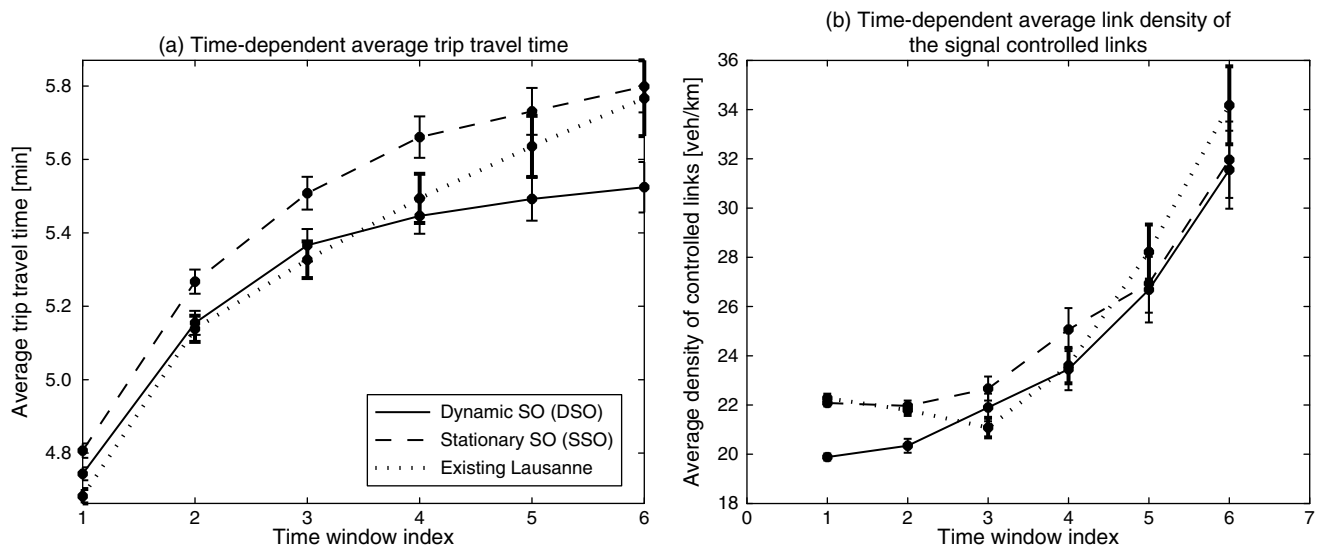 (a) Time-dependent average trip travel time
Average trip travel time [min]
5.8
5.6
5.4
5.2
5.0
4.8
1 2 3 4 5 6
Time window index
Dynamic SO (DSO)
Stationary SO (SSO)
Existing Lausanne
(b) Time-dependent average link density of
the signal controlled links
Average density of controlled links [veh/km]
36
34
32
30
28
26
24
22
20
18
0 1 2 3 4 5 6 7
Time window index